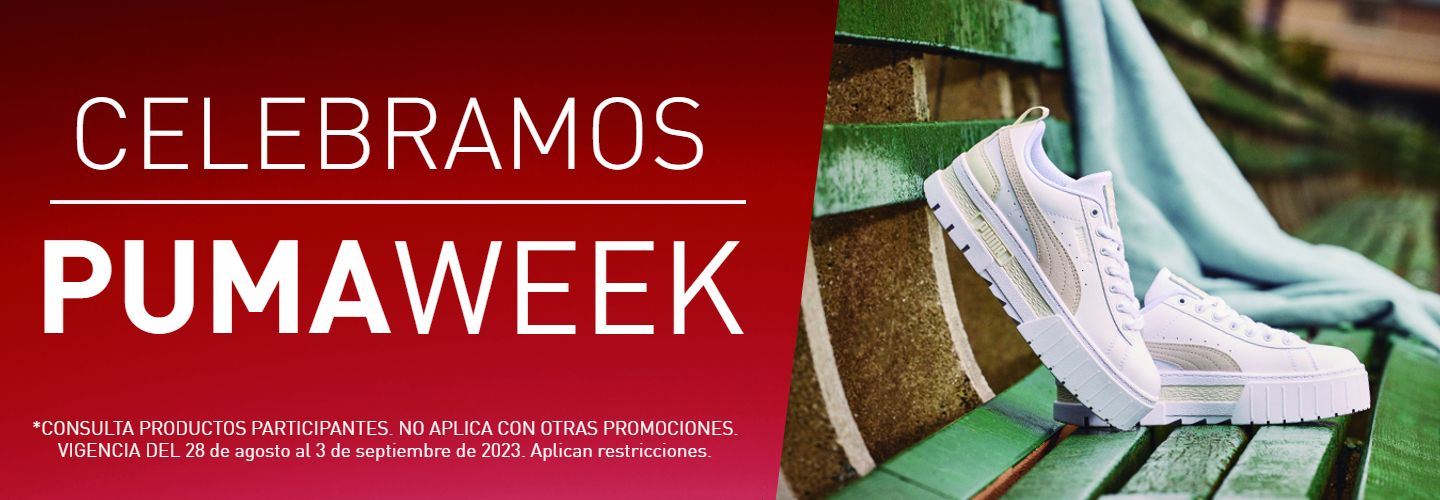 CELEBRAMOS
PUMAWEEK
*CONSULTA PRODUCTOS PARTICIPANTES. NO APLICA CON OTRAS PROMOCIONES.
VIGENCIA DEL 28 de agosto al 3 de septiembre de 2023. Aplican restricciones.
PUMA